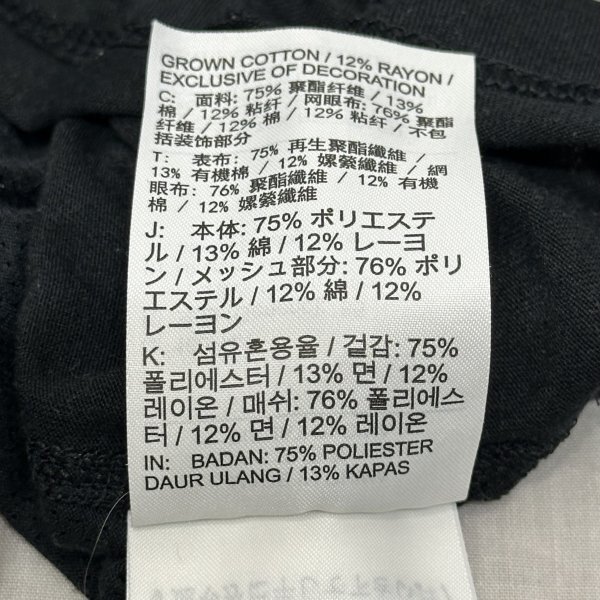 GROWN COTTON / 12% RAYON /
EXCLUSIVE OF DECORATION
C: 面料: 75% 聚酯纤维 / 13%
棉 / 12% 粘纤 / 网眼布: 76% 聚酯
纤维 / 12% 棉 / 12% 粘纤 / 不包
括装饰部分
T: 表布: 75% 再生聚酯纖維 /
13% 有機棉 / 12% 嫘縈纖維 / 網
眼布: 76% 聚酯纖維 / 12% 有機
棉 / 12% 嫘縈纖維
J: 本体: 75% ポリエステ
ル / 13% 綿 / 12% レーヨ
ン / メッシュ部分: 76% ポリ
エステル / 12% 綿 / 12%
レーヨン
K: 섬유혼용율 / 겉감: 75%
폴리에스터 / 13% 면 / 12%
레이온 / 매쉬: 76% 폴리에스
터 / 12% 면 / 12% 레이온
IN: BADAN: 75% POLIESTER
DAUR ULANG / 13% KAPAS